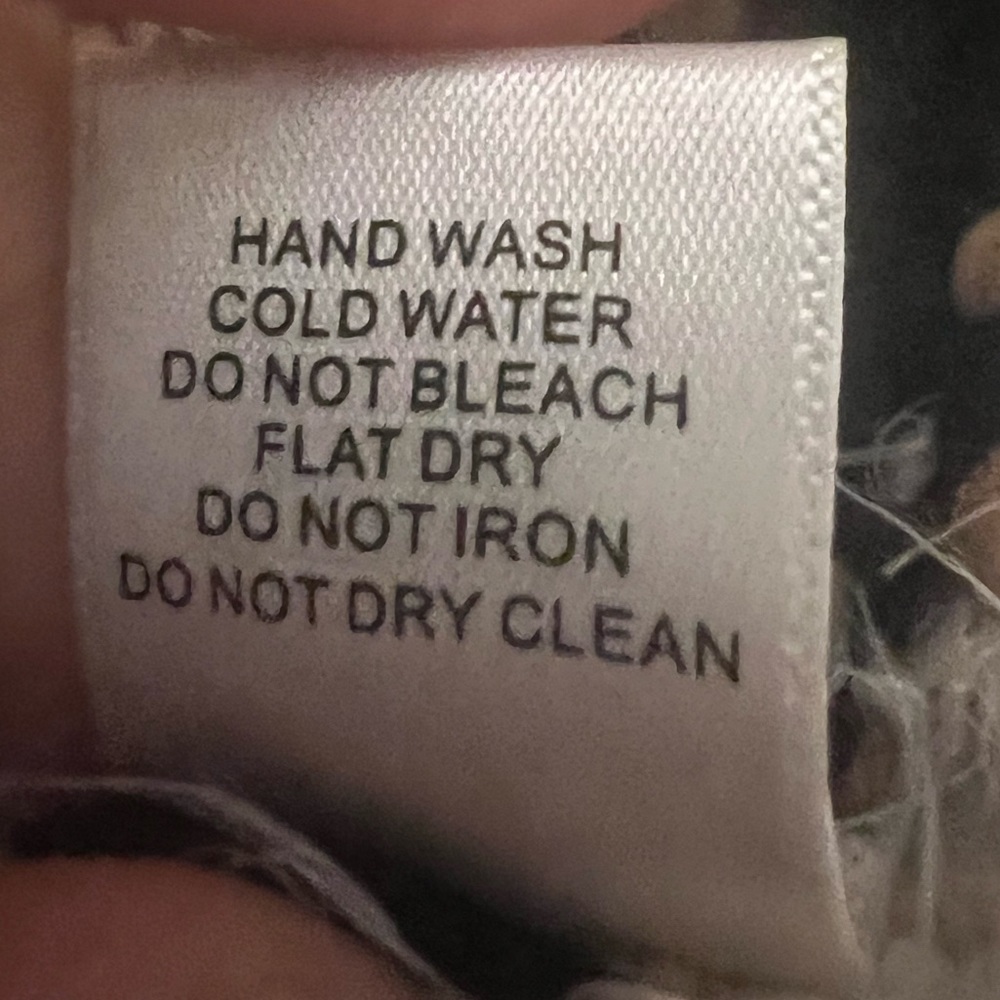 HAND WASH
COLD WATER
DO NOT BLEACH
FLAT DRY
DO NOT IRON
DO NOT DRY CLEAN